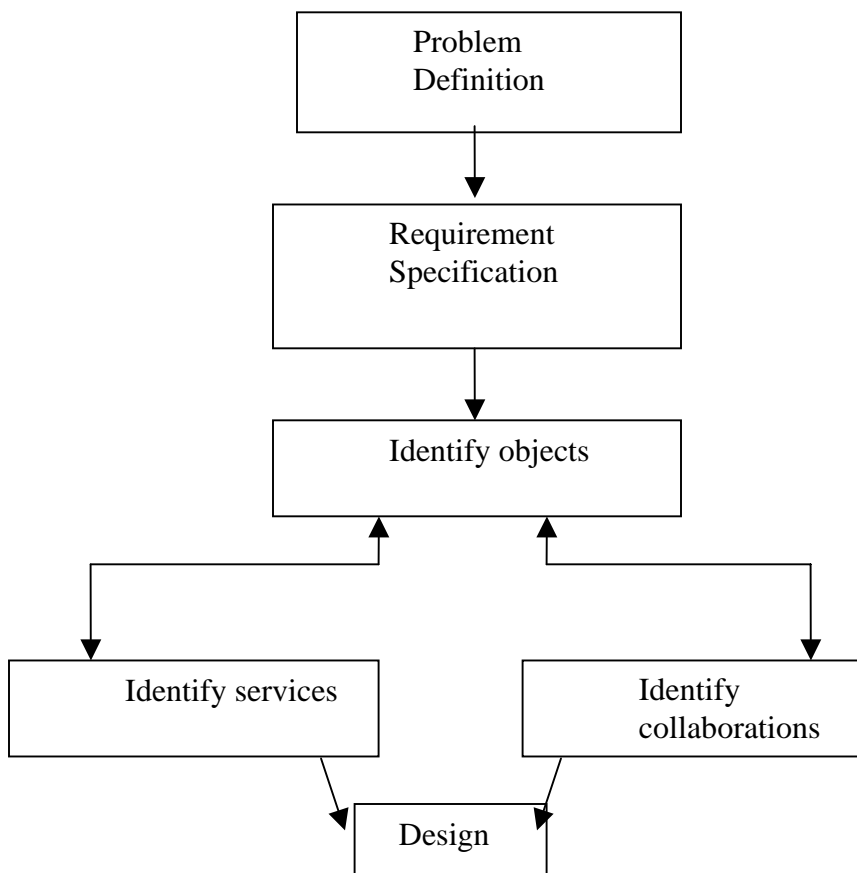 Problem
Definition
Requirement
Specification
Identify objects
Identify services
Identify
collaborations
Design